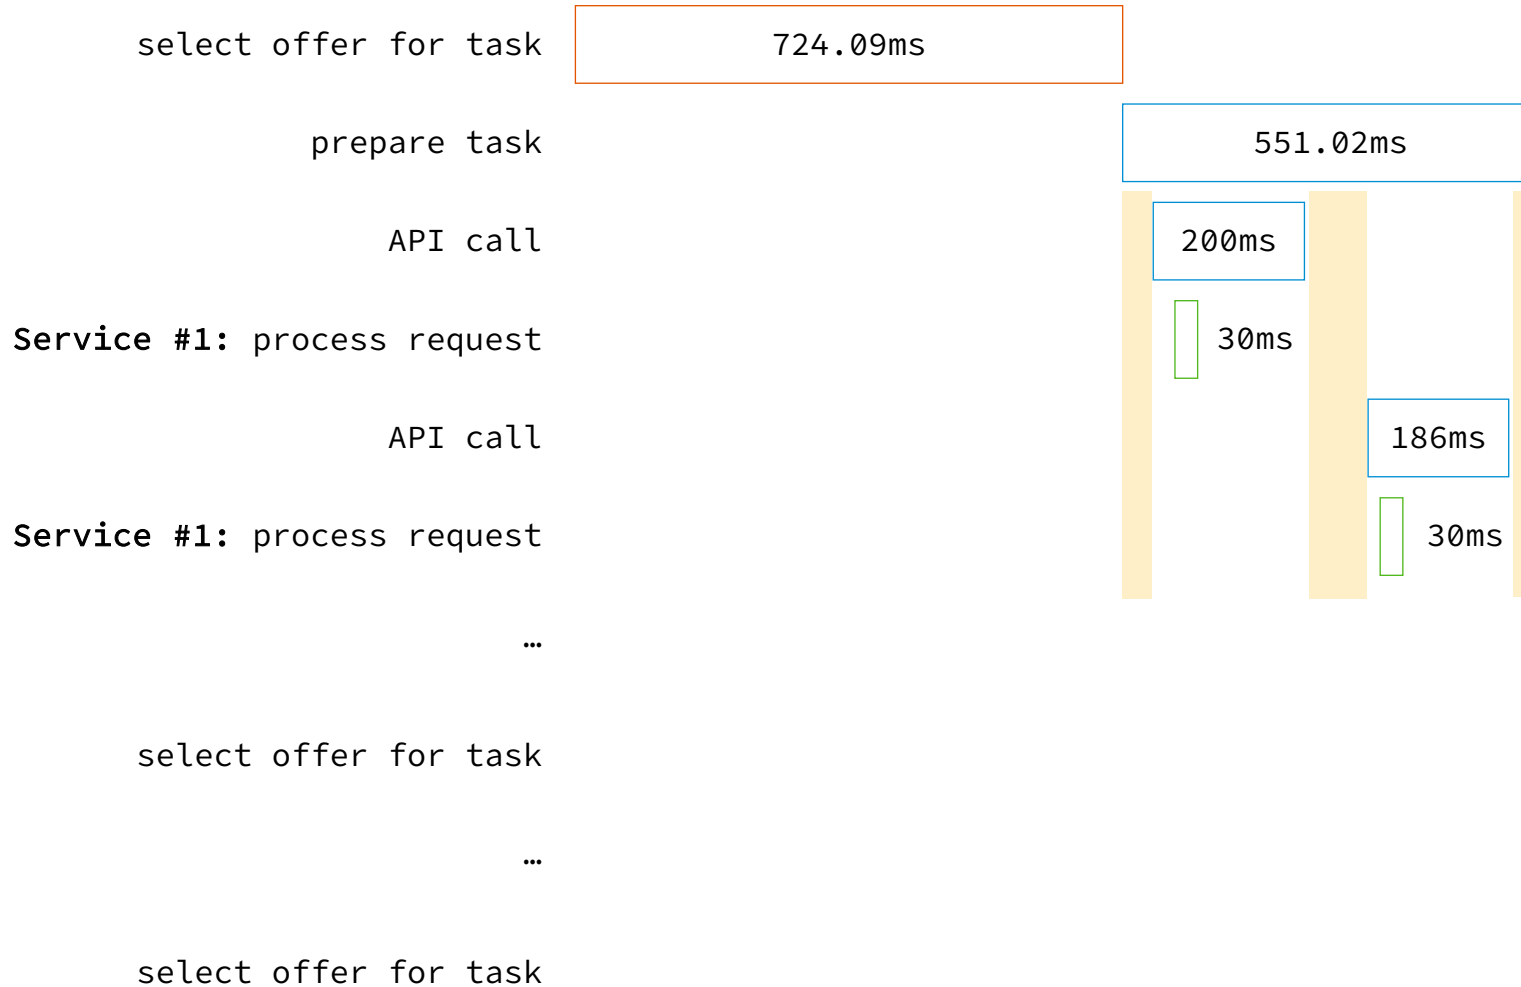 select offer for task 724.09ms
prepare task 551.02ms
API call 200ms
Service #1: process request 30ms
API call 186ms
Service #1: process request 30ms
…
select offer for task
…
select offer for task